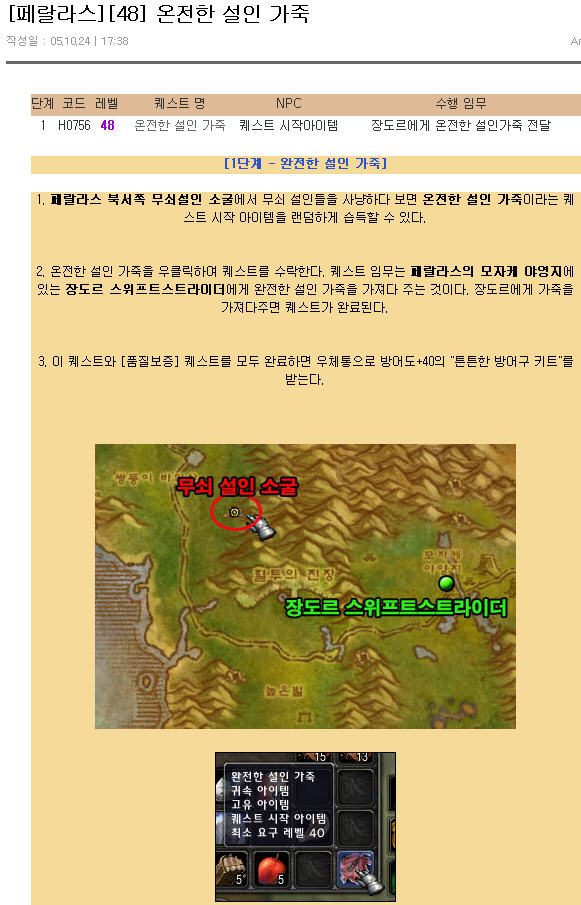 [페랄라스][48] 온전한 설인 가죽
작성일 : 05.10.24 | 17:38
단계 코드 레벨 퀘스트 명 NPC 수행 임무
1 H0756 48 온전한 설인 가죽 퀘스트 시작아이템 장도르에게 온전한 설인가죽 전달
[1단계 - 완전한 설인 가죽]
1. 페랄라스 북서쪽 무쇠설인 소굴에서 무쇠 설인들을 사냥하다 보면 온전한 설인 가죽이라는 퀘
스트 시작 아이템을 랜덤하게 습득할 수 있다.
2. 온전한 설인 가죽을 우클릭하여 퀘스트를 수락한다. 퀘스트 임무는 페랄라스의 모자케 야영지에
있는 장도르 스위프트스트라이더에게 완전한 설인 가죽을 가져다 주는 것이다. 장도르에게 가죽을
가져다주면 퀘스트가 완료된다.
3. 이 퀘스트와 [품질보증] 퀘스트를 모두 완료하면 우체통으로 방어도+40의 "튼튼한 방어구 키트"를
받는다.
쌍둥이
무쇠 설인 소굴
혈투의 전장
모자케
야영지
장도르 스위프트스트라이더
높은벌
15 13
완전한 설인 가죽
귀속 아이템
고유 아이템
퀘스트 시작 아이템
최소 요구 레벨 40
5 5